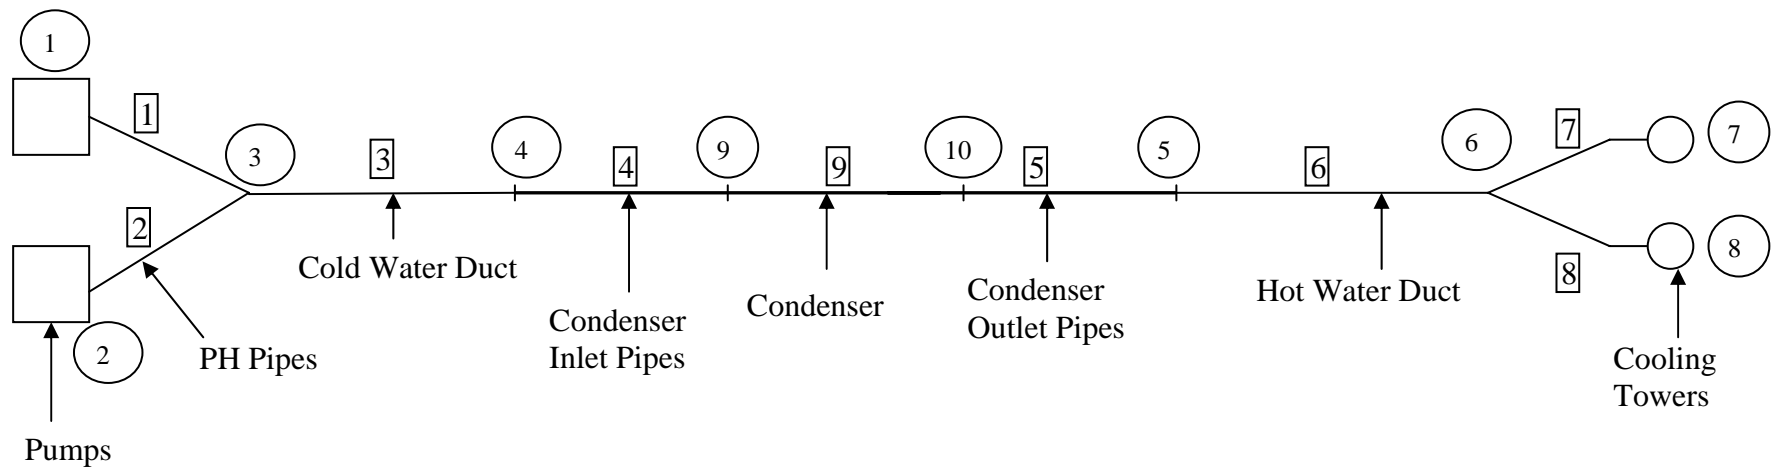 1
1
2
2
3
3
4
4
9
9
10
5
5
6
6
7
7
8
8
Cold Water Duct
PH Pipes
Pumps
Condenser
Inlet Pipes
Condenser
Condenser
Outlet Pipes
Hot Water Duct
Cooling
Towers